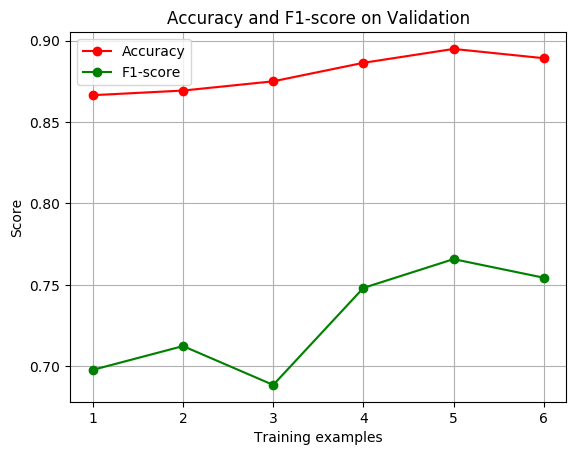 Accuracy and F1-score on Validation
Accuracy
F1-score
0.90
0.85
0.80
0.75
0.70
Score
1 2 3 4 5 6
Training examples